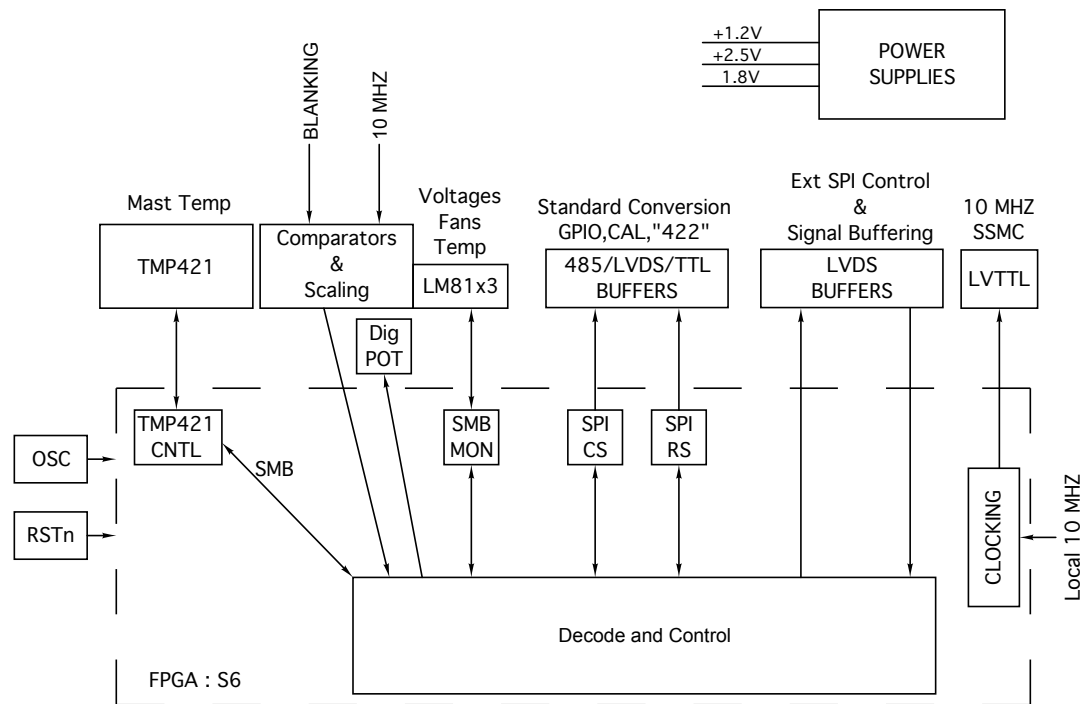 +1.2V
+2.5V
1.8V
POWER
SUPPLIES
BLANKING
10 MHZ
Mast Temp
TMP421
Comparators
&
Scaling
Voltages
Fans
Temp
LM81x3
Dig
POT
Standard Conversion
GPIO,CAL,"422"
485/LVDS/TTL
BUFFERS
Ext SPI Control
&
Signal Buffering
LVDS
BUFFERS
10 MHZ
SSMC
LVTTL
OSC
RSTn
TMP421
CNTL
SMB
SMB
MON
SPI
CS
SPI
RS
CLOCKING
Local 10 MHZ
Decode and Control
FPGA : S6